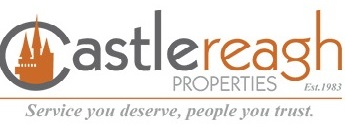 Castlereagh
PROPERTIES Est.1983
Service you deserve, people you trust.